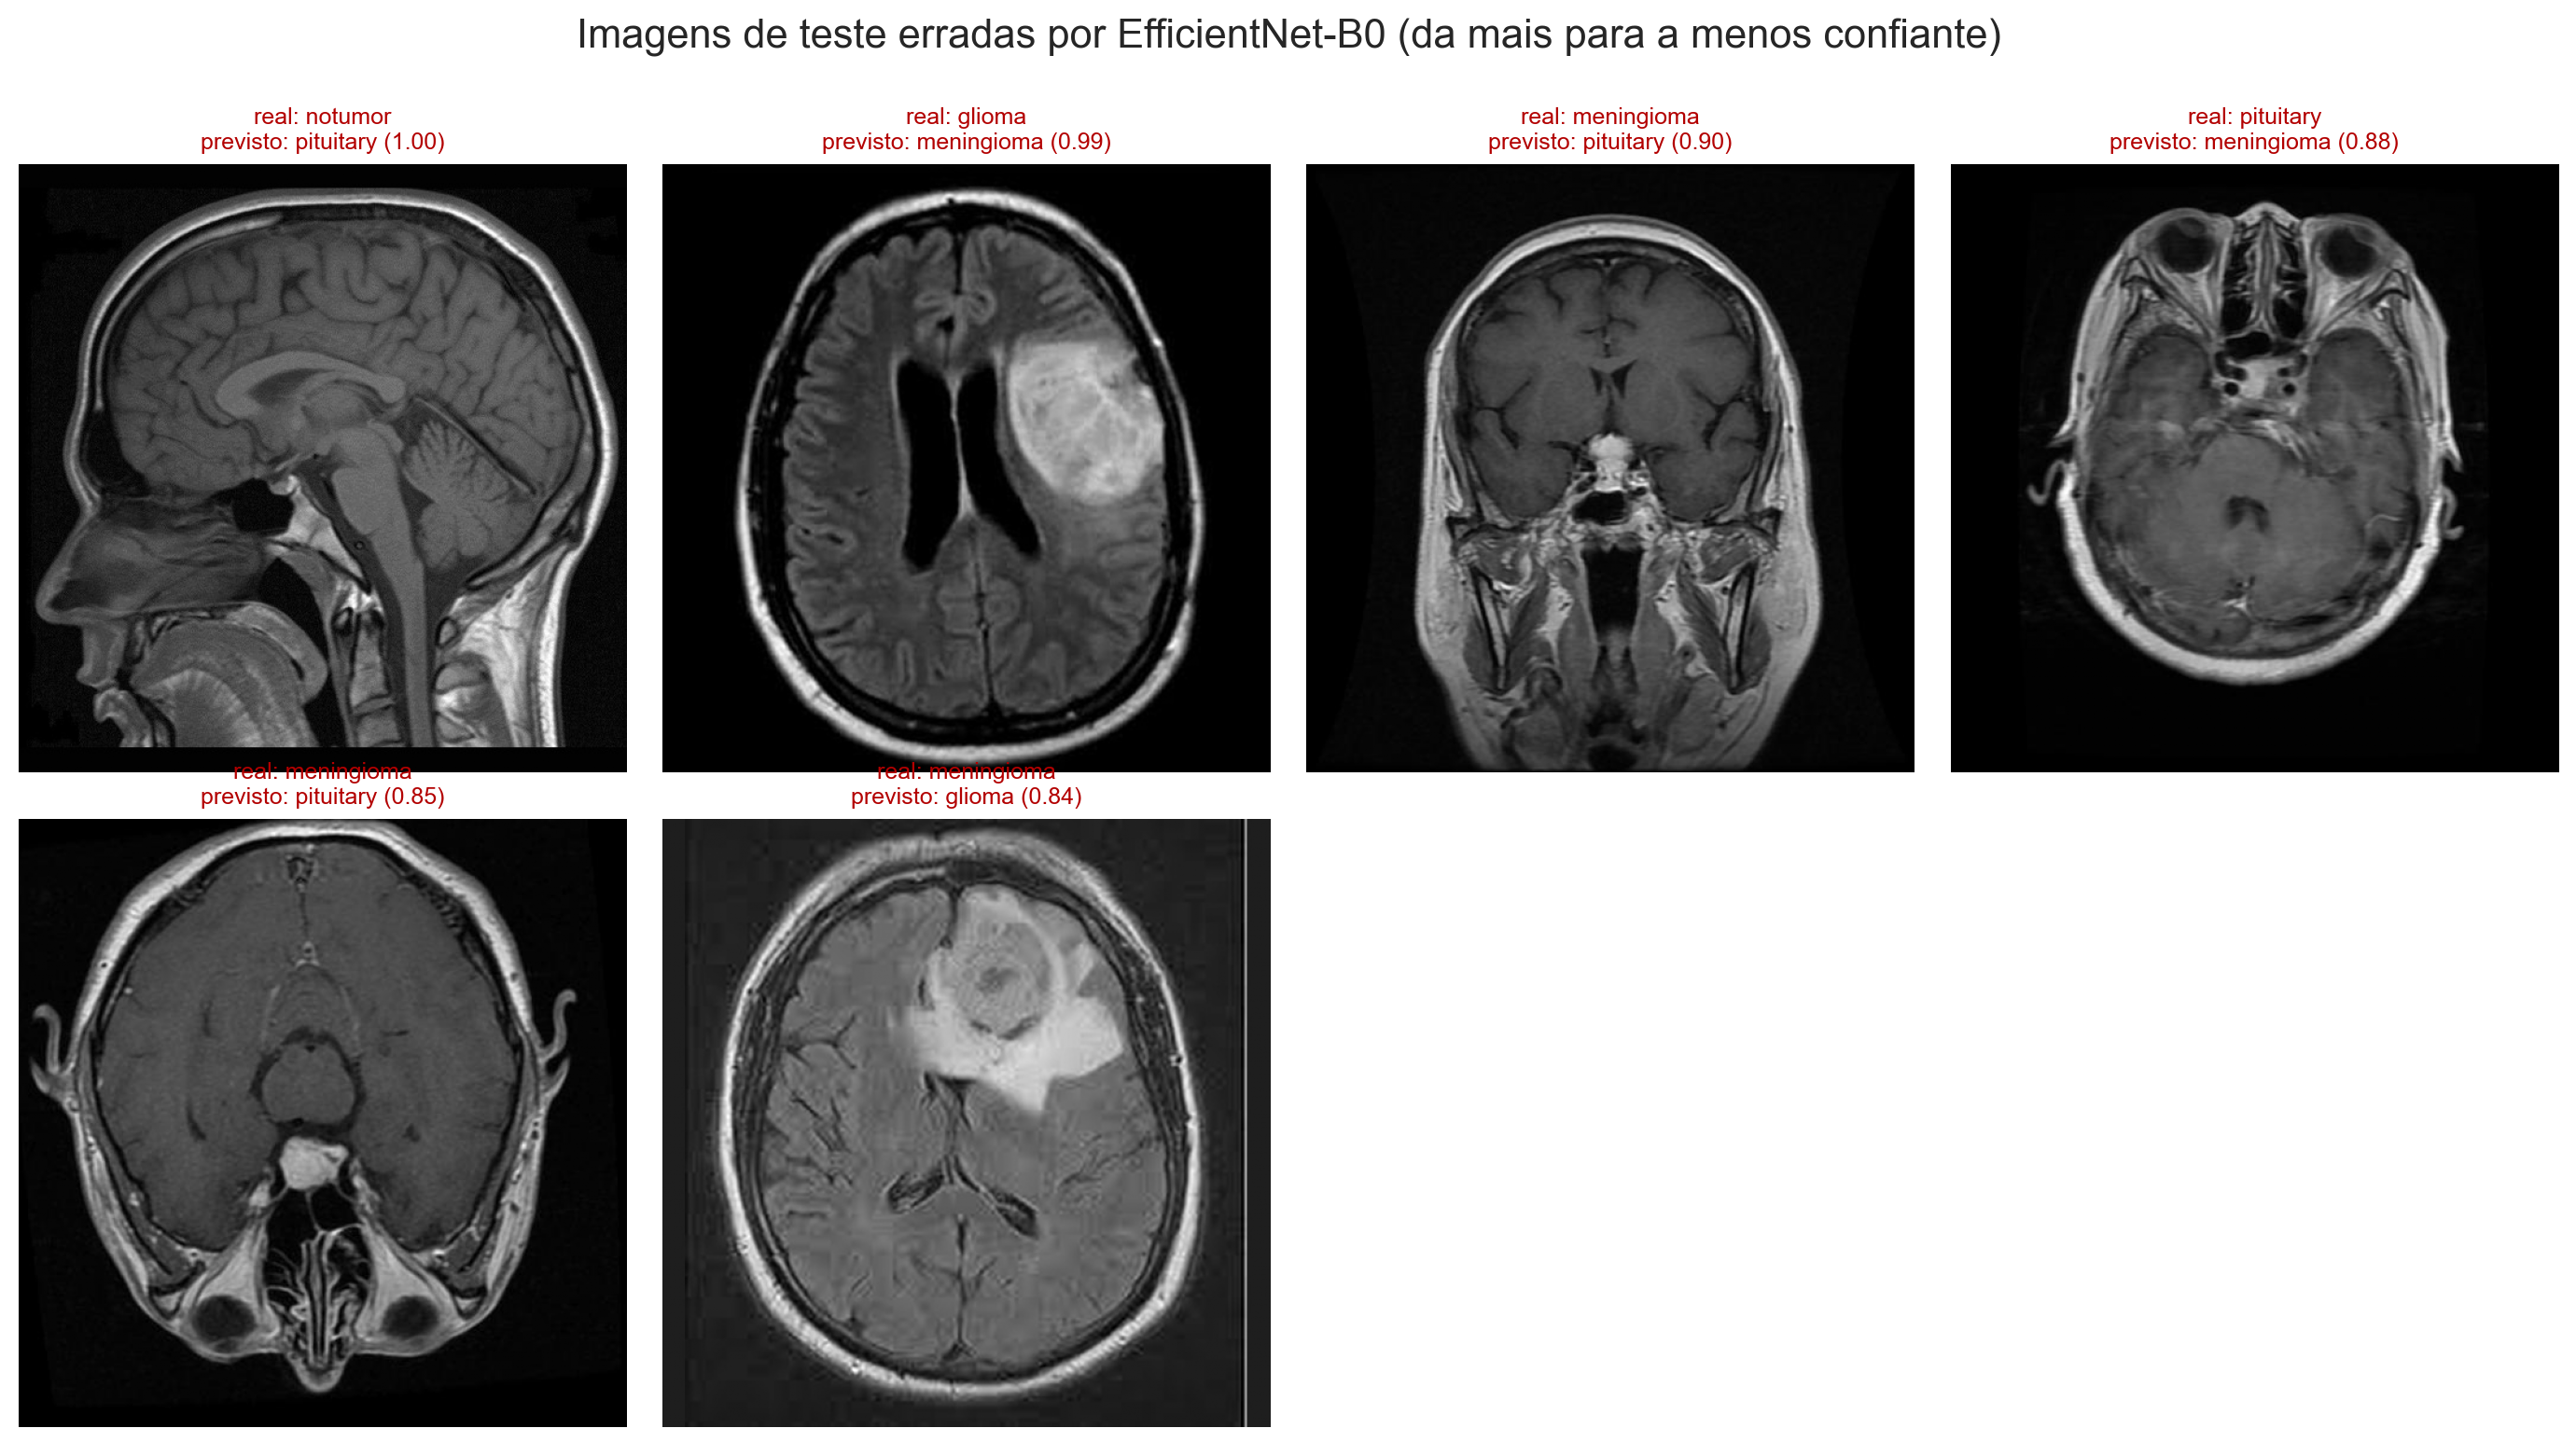 Imagens de teste erradas por EfficientNet-B0 (da mais para a menos confiante)
real: notumor
previsto: pituitary (1.00)
real: glioma
previsto: meningioma (0.99)
real: meningioma
previsto: pituitary (0.90)
real: pituitary
previsto: meningioma (0.88)
real: meningioma
previsto: pituitary (0.85)
real: meningioma
previsto: glioma (0.84)